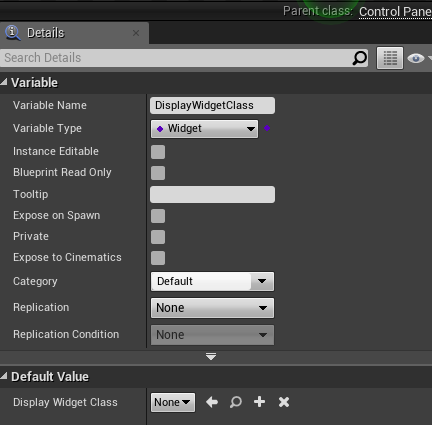 Parent class: Control Pane
Details
Search Details
Variable
Variable Name DisplayWidgetClass
Variable Type Widget
Instance Editable
Blueprint Read Only
Tooltip
Expose on Spawn
Private
Expose to Cinematics
Category Default
Replication None
Replication Condition None
Default Value
Display Widget Class None